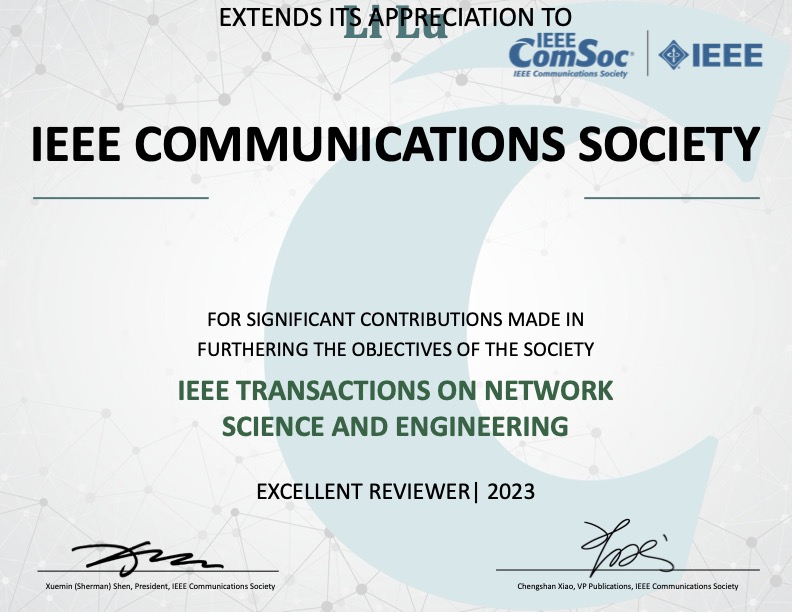 EXTENDS ITS APPRECIATION TO
Li Lu
IEEE
ComSoc®
IEEE Communications Society
IEEE
IEEE COMMUNICATIONS SOCIETY
FOR SIGNIFICANT CONTRIBUTIONS MADE IN
FURTHERING THE OBJECTIVES OF THE SOCIETY
IEEE TRANSACTIONS ON NETWORK
SCIENCE AND ENGINEERING
EXCELLENT REVIEWER| 2023
Xuemin (Sherman) Shen, President, IEEE Communications Society
Chengshan Xiao, VP Publications, IEEE Communications Society